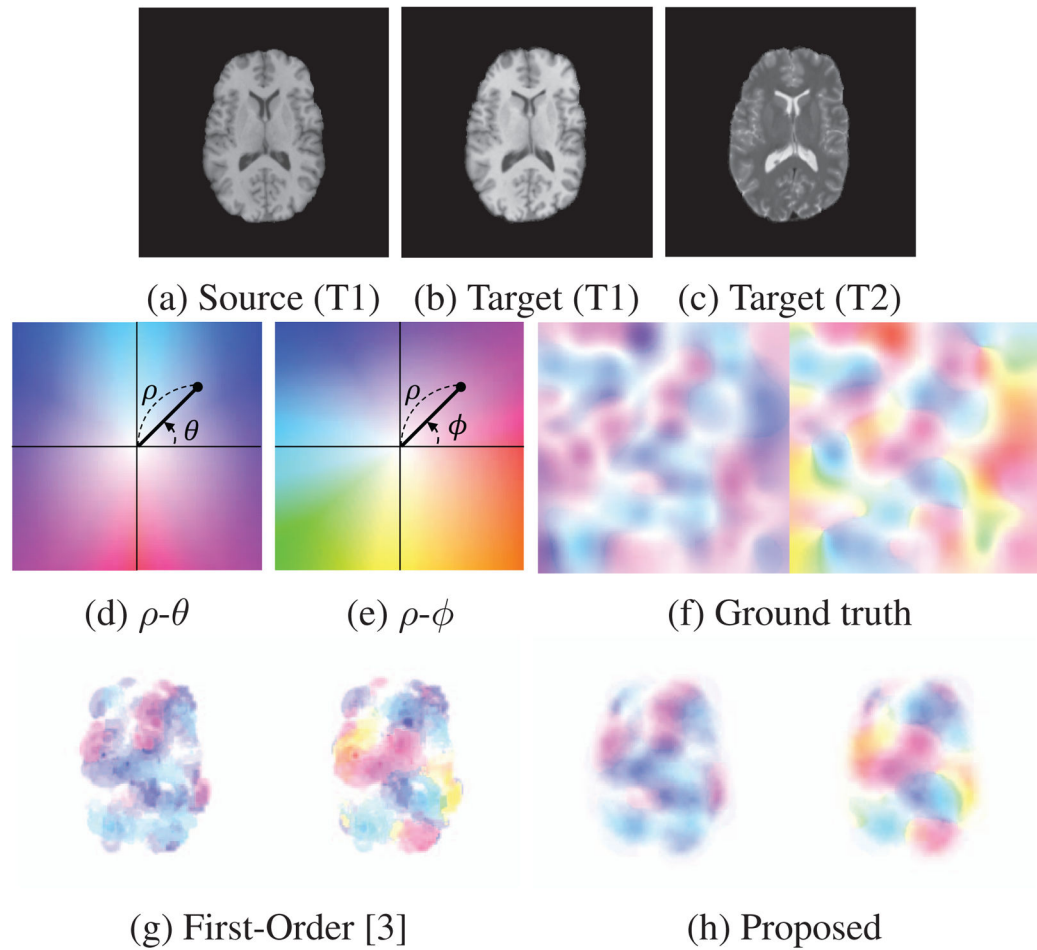 (a) Source (T1) (b) Target (T1) (c) Target (T2)
ρ θ ρ ϕ
(d) ρ-θ (e) ρ-ϕ (f) Ground truth
(g) First-Order [3] (h) Proposed